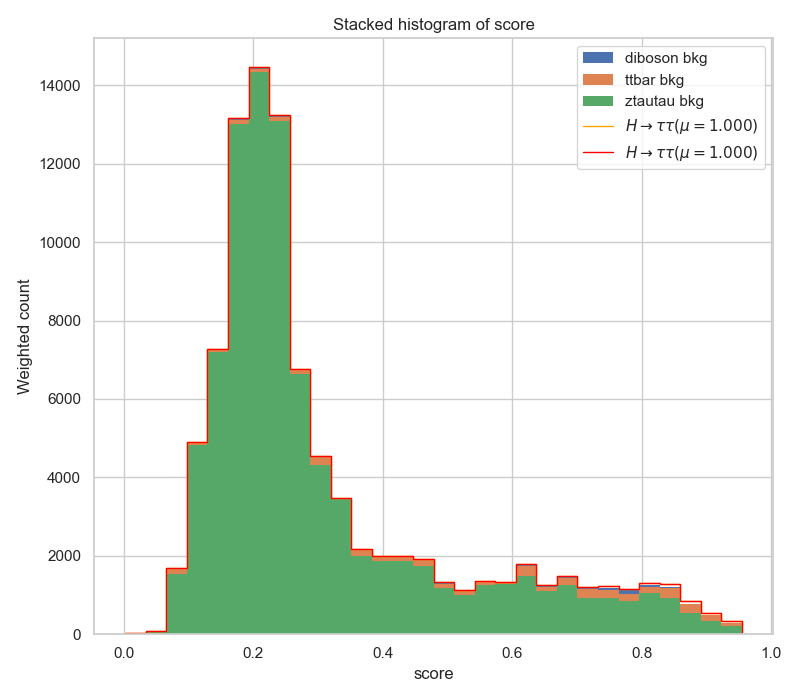 Stacked histogram of score
diboson bkg
ttbar bkg
ztautau bkg
H → ττ(μ = 1.000)
H → ττ(μ = 1.000)
Weighted count
14000
12000
10000
8000
6000
4000
2000
0
0.0 0.2 0.4 0.6 0.8 1.0
score